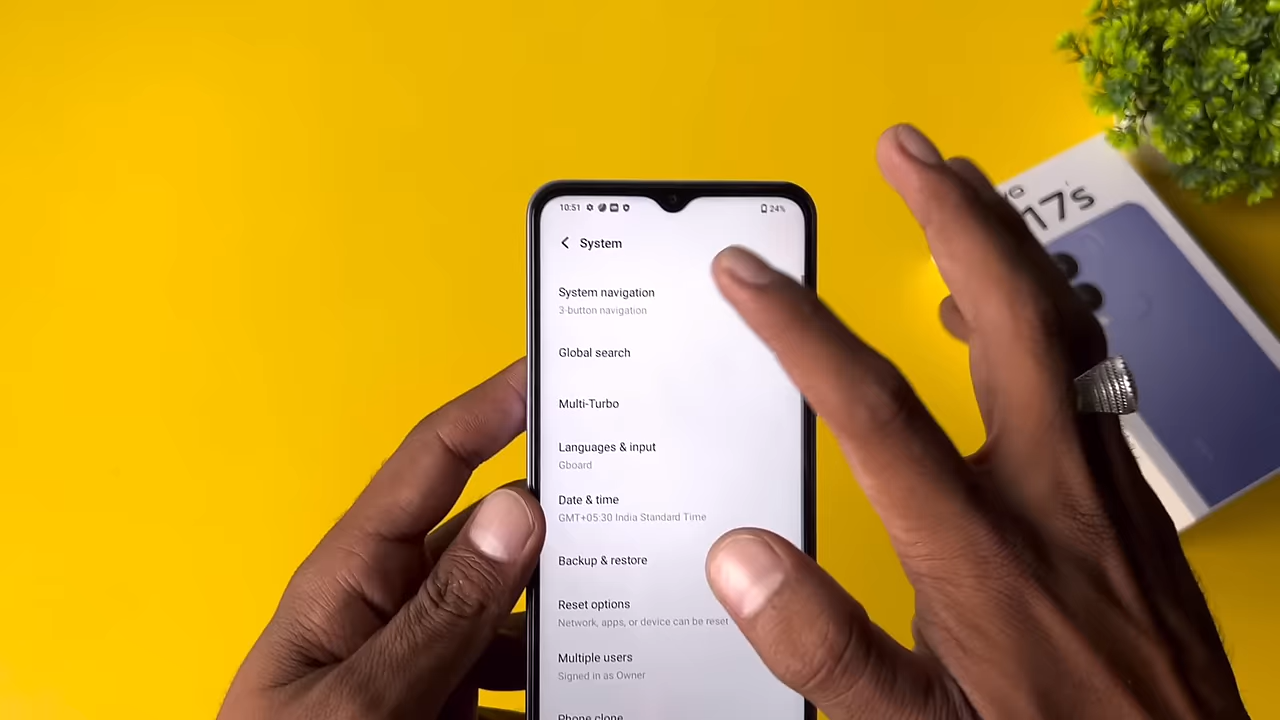 10:51
24%
System
System navigation
3-button navigation
Global search
Multi-Turbo
Languages & input
Gboard
Date & time
GMT+05:30 India Standard Time
Backup & restore
Reset options
Network, apps, or device can be reset
Multiple users
Signed in as Owner
Phone clone
17s